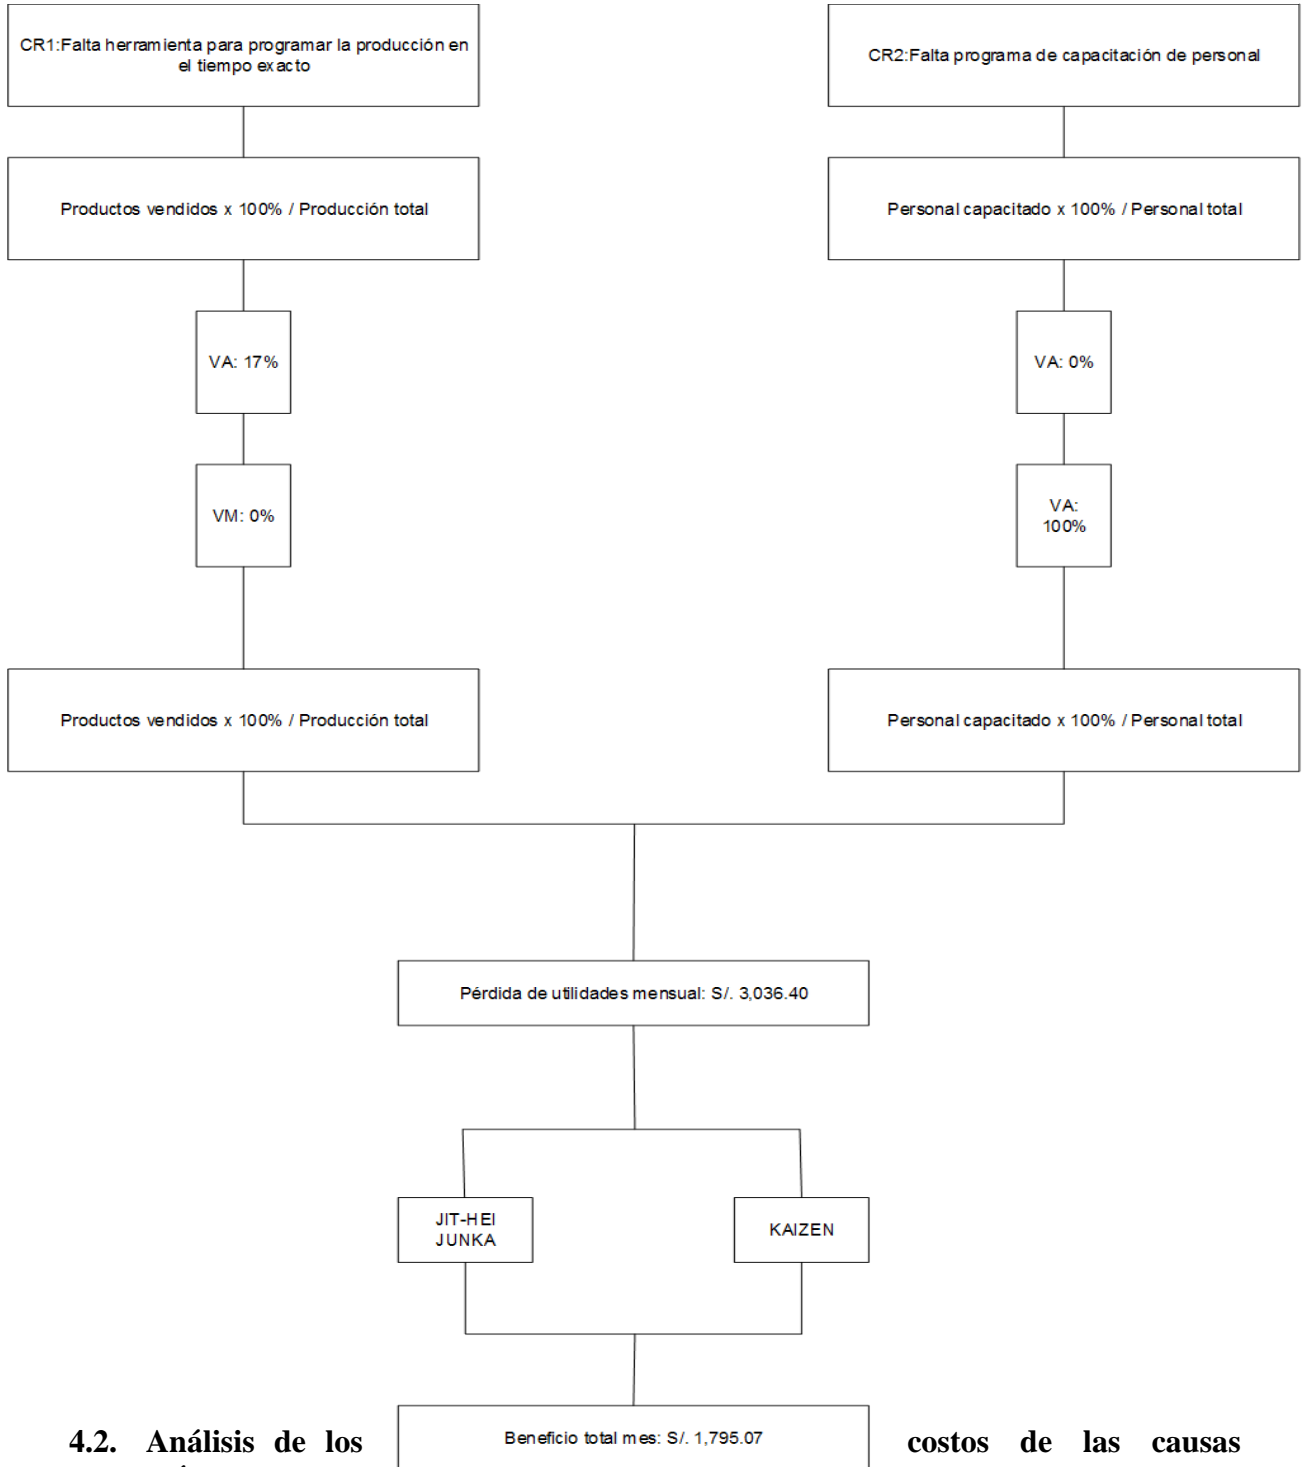 CR1:Falta herramienta para programar la producción en
el tiempo exacto
CR2:Falta programa de capacitación de personal
Productos vendidos x 100% / Producción total
Personal capacitado x 100% / Personal total
VA: 17%
VA: 0%
VM: 0%
VA:
100%
Productos vendidos x 100% / Producción total
Personal capacitado x 100% / Personal total
Pérdida de utilidades mensual: S/. 3,036.40
JIT-HEI
JUNKA
KAIZEN
Beneficio total mes: S/. 1,795.07
4.2. Análisis de los costos de las causas